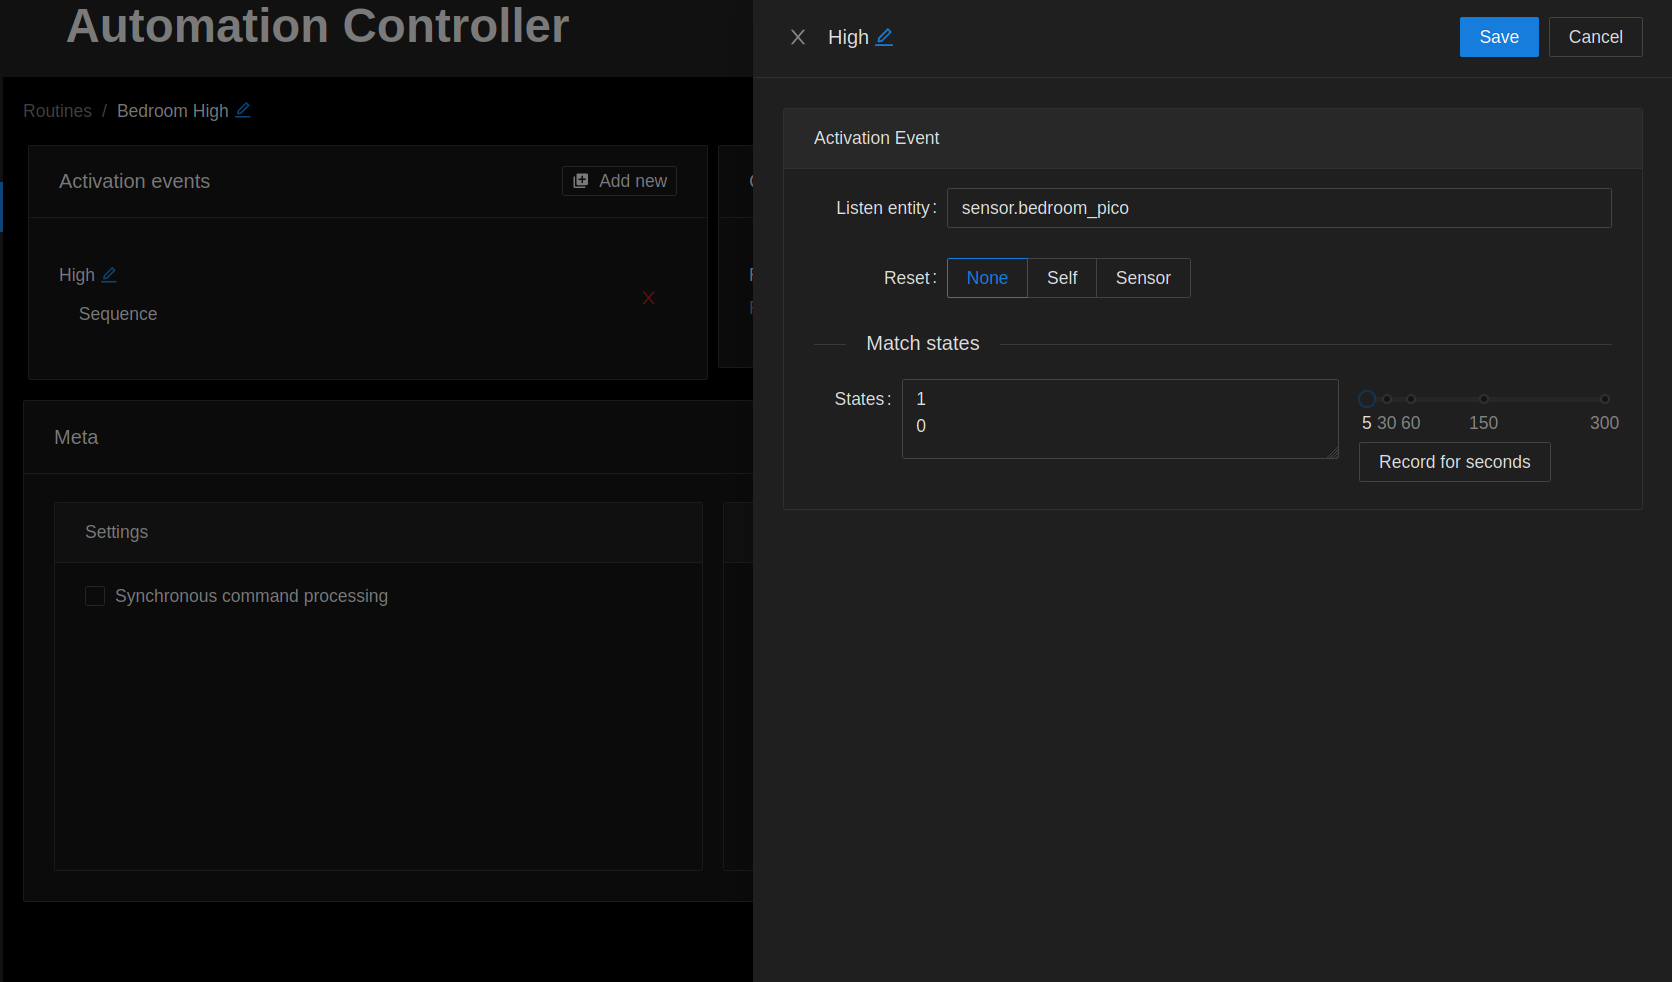 Automation Controller
Routines / Bedroom High
Activation events
Add new
High
Sequence
Meta
Settings
Synchronous command processing
High
Save
Cancel
Activation Event
Listen entity: sensor.bedroom_pico
Reset: None Self Sensor
Match states
States: 1
0
5 30 60 150 300
Record for seconds